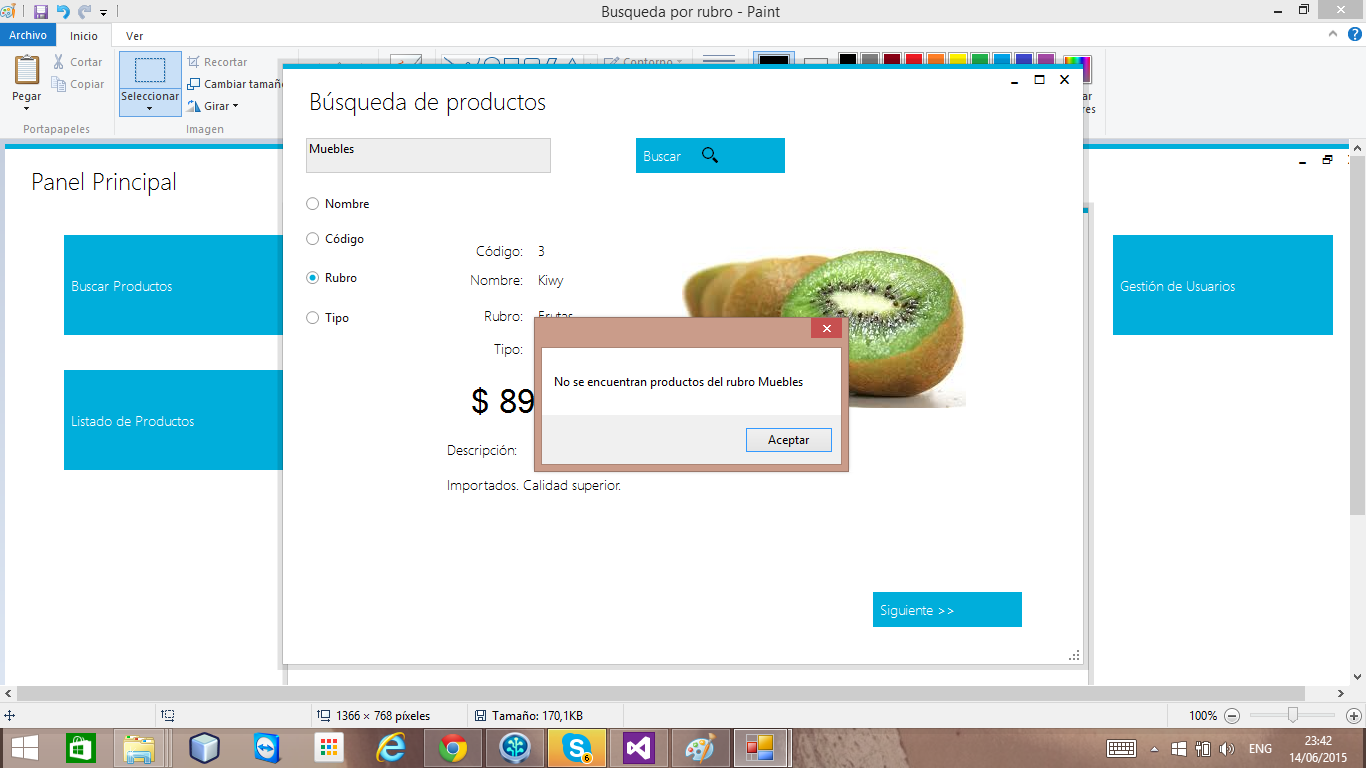 Busqueda por rubro - Paint
Archivo Inicio Ver
Pegar
Cortar
Copiar
Portapapeles
Seleccionar
Recortar
Cambiar tamañ
Girar
Imagen
Contorno
Búsqueda de productos
Muebles
Buscar
Nombre
Código
Rubro
Tipo
Código: 3
Nombre: Kiwy
Rubro: Frutas
Tipo:
$ 89
Descripción:
Importados. Calidad superior.
No se encuentran productos del rubro Muebles
Aceptar
Siguiente >>
Panel Principal
Buscar Productos
Listado de Productos
Gestión de Usuarios
1366 × 768 píxeles
Tamaño: 170,1KB
100%
6
ENG
23:42
14/06/2015